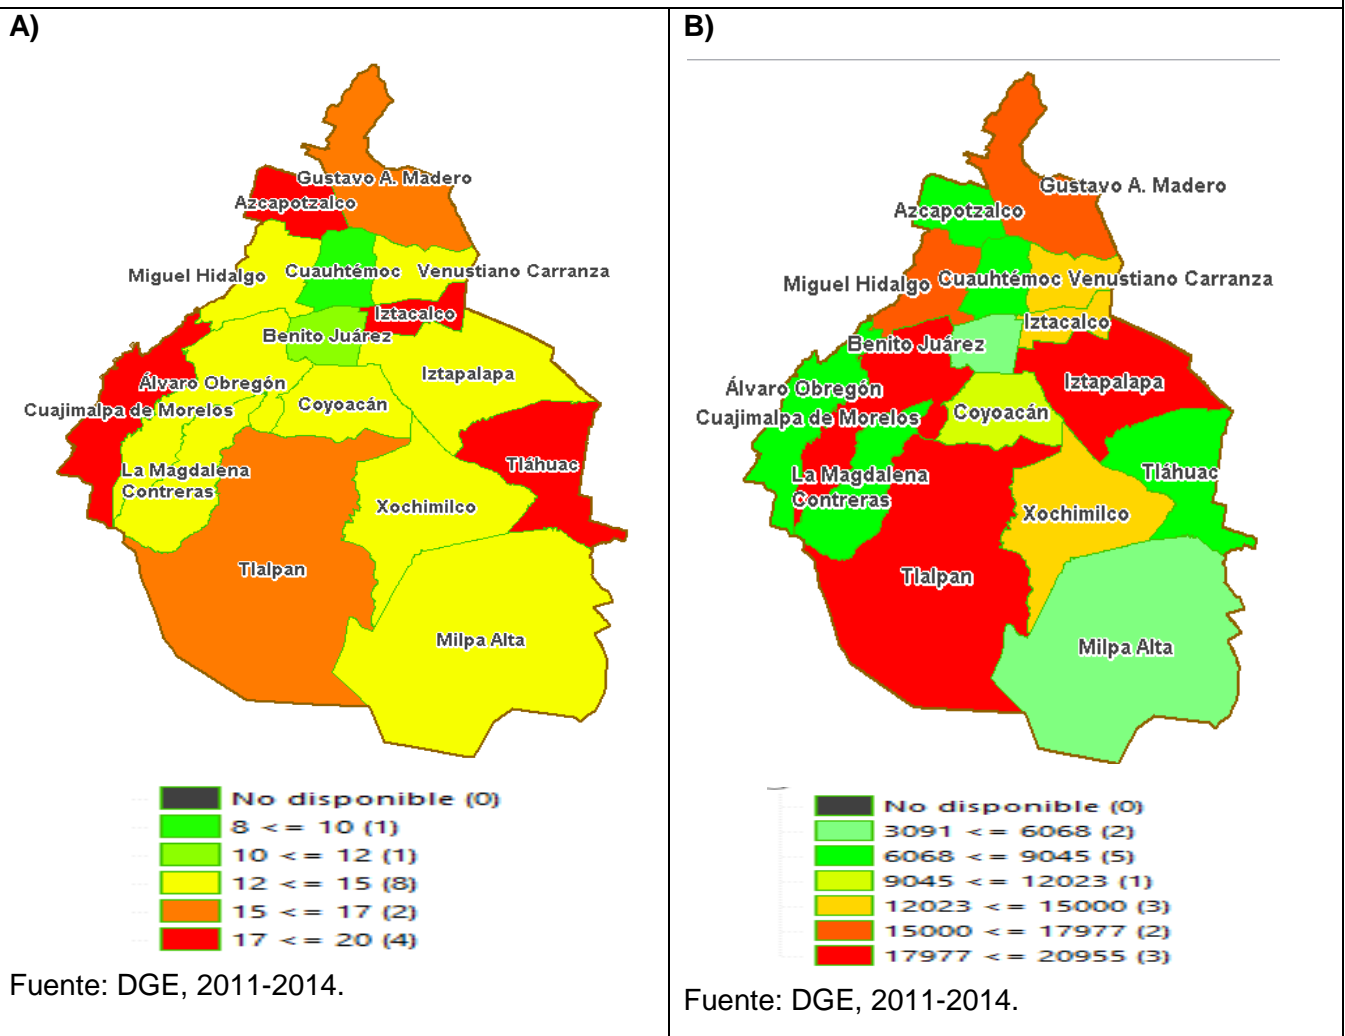 A)
Gustavo A. Madero
Azcapotzalco
Miguel Hidalgo
Cuauhtémoc
Venustiano Carranza
Iztacalco
Benito Juárez
Iztapalapa
Álvaro Obregón
Coyoacán
Cuajimalpa de Morelos
Tláhuac
La Magdalena
Contreras
Xochimilco
Tlalpan
Milpa Alta
No disponible (0)
8 <= 10 (1)
10 <= 12 (1)
12 <= 15 (8)
15 <= 17 (2)
17 <= 20 (4)
Fuente: DGE, 2011-2014.
B)
Gustavo A. Madero
Azcapotzalco
Miguel Hidalgo
Cuauhtémoc
Venustiano Carranza
Iztacalco
Benito Juárez
Iztapalapa
Álvaro Obregón
Coyoacán
Cuajimalpa de Morelos
Tláhuac
La Magdalena
Contreras
Xochimilco
Tlalpan
Milpa Alta
No disponible (0)
3091 <= 6068 (2)
6068 <= 9045 (5)
9045 <= 12023 (1)
12023 <= 15000 (3)
15000 <= 17977 (2)
17977 <= 20955 (3)
Fuente: DGE, 2011-2014.